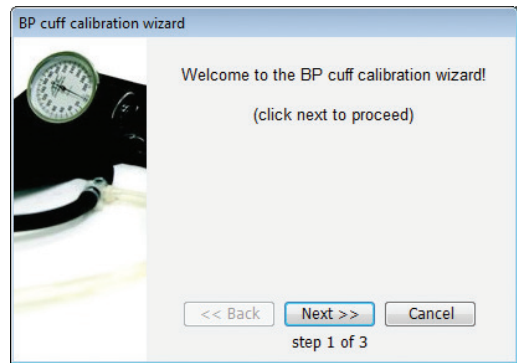 BP cuff calibration wizard
Welcome to the BP cuff calibration wizard!
(click next to proceed)
<< Back Next >> Cancel
step 1 of 3